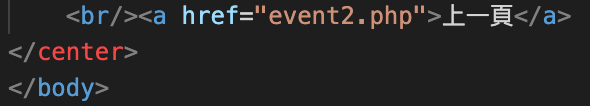 <br/><a href="event2.php">上一頁</a>
</center>
</body>